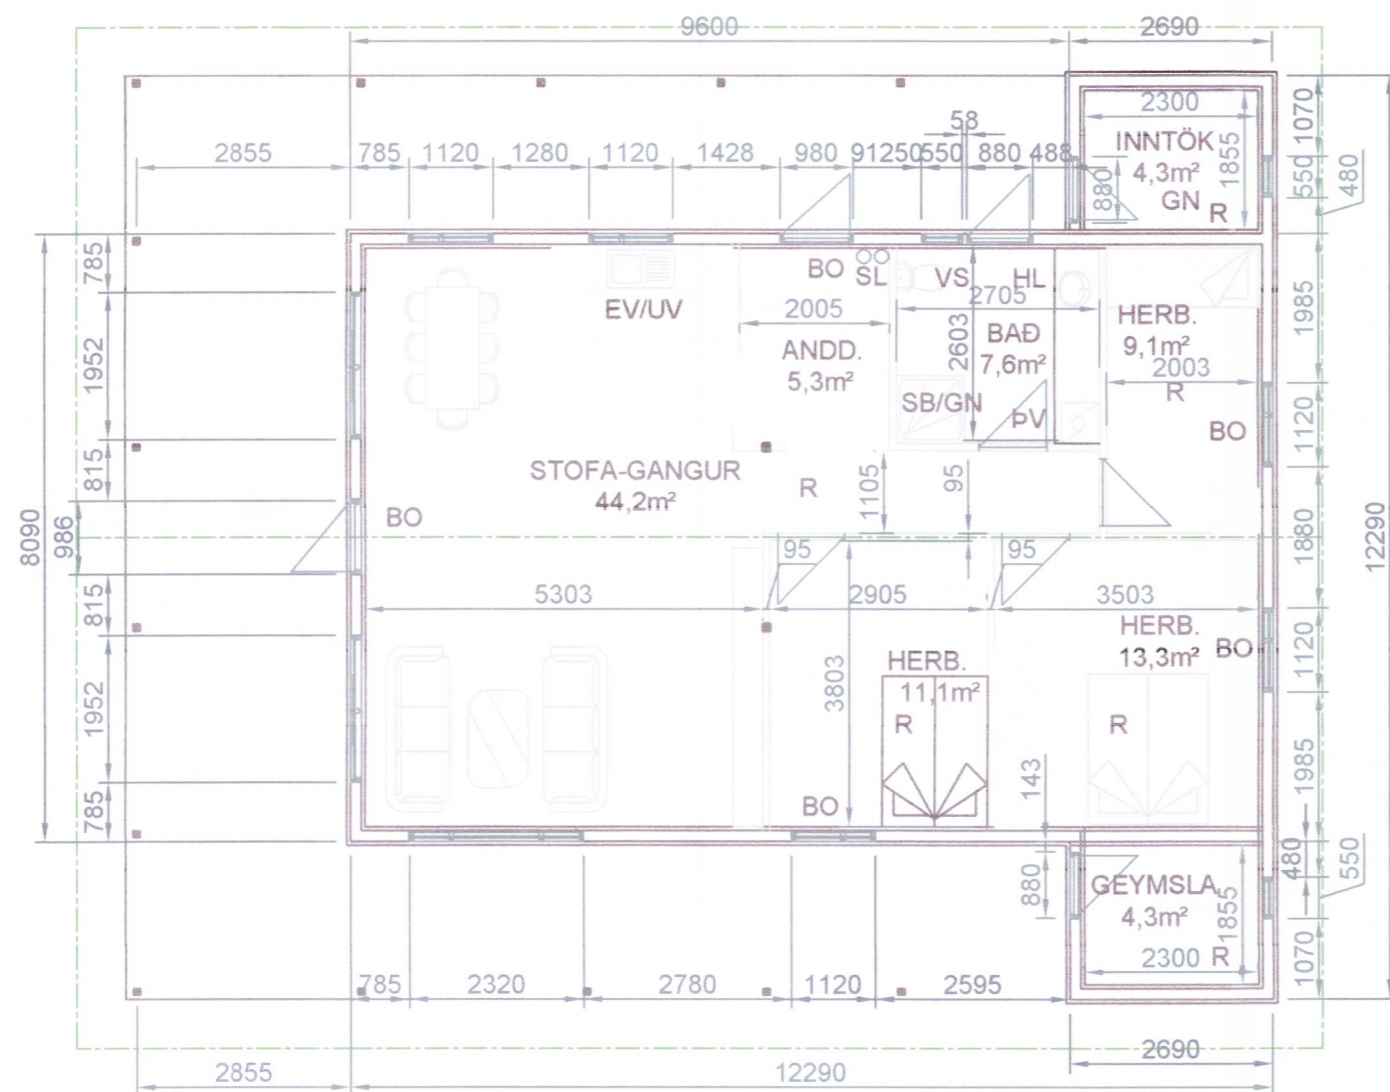 9600
2690
58
2855
785
1120
1280
1120
1428
980
91250
550
880
488
2300
INNTÖK
4,3m²
GN
R
880
1855
1070
550
480
8090
785
1952
815
986
815
1952
785
EV/UV
BO
SL
VS
HL
2005
2705
2603
ANDD.
5,3m²
BAÐ
7,6m²
SB/GN
ÞV
HERB.
9,1m²
2003
R
BO
1985
1120
STOFA-GANGUR
44,2m²
R
BO
1105
95
1880
12290
95
95
5303
2905
3503
HERB.
13,3m²
BO
1120
HERB.
11,1m²
R
R
3803
BO
143
1985
480
550
880
GEYMSLA
4,3m²
1855
2300
R
1070
785
2320
2780
1120
2595
2690
2855
12290